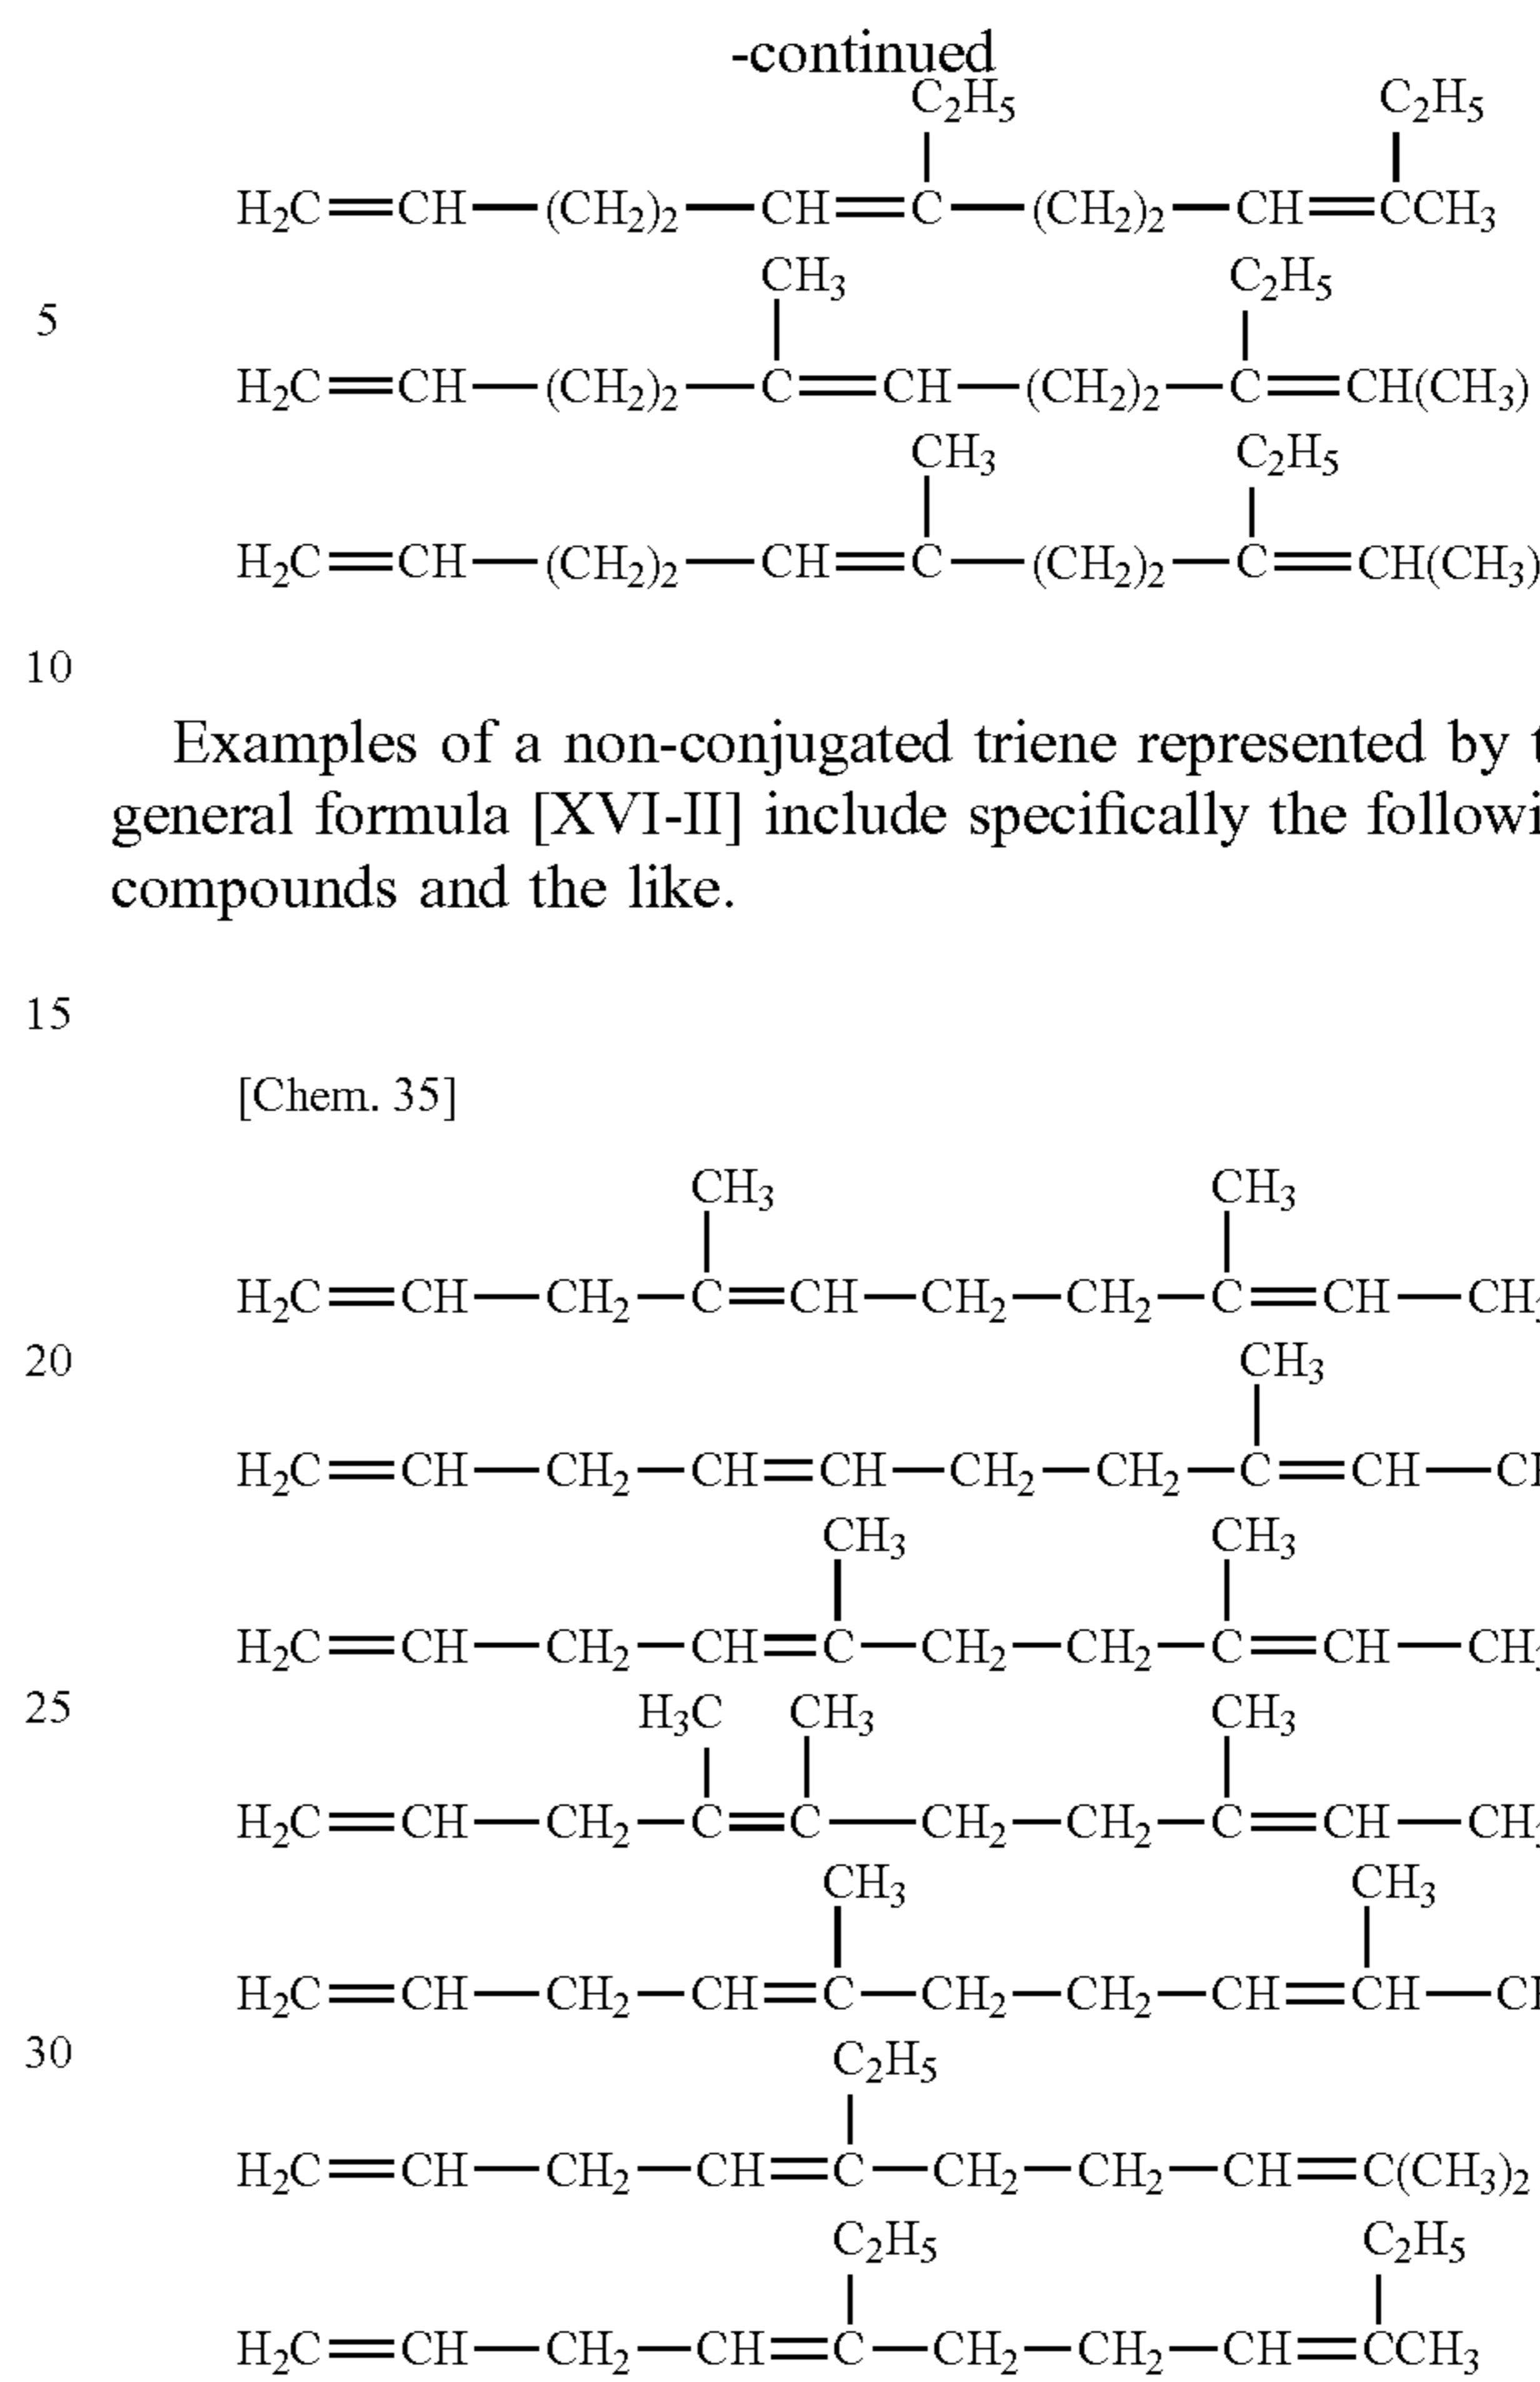 -continued
C2H5 C2H5
H2C=CH—(CH2)2—CH=C—(CH2)2—CH=CCH3
CH3 C2H5
5
H2C=CH—(CH2)2—C=CH—(CH2)2—C=CH(CH3)
CH3 C2H5
H2C=CH—(CH2)2—CH=C—(CH2)2—C=CH(CH3)
10
Examples of a non-conjugated triene represented by
general formula [XVI-II] include specifically the
compounds and the like.
15
[Chem. 35]
CH3 CH3
H2C=CH—CH2—C=CH—CH2—CH2—C=CH—CH
20
CH3
H2C=CH—CH2—CH=CH—CH2—CH2—C=CH—
CH3 CH3
H2C=CH—CH2—CH=C—CH2—CH2—C=CH—CH
25
H3C CH3 CH3
H2C=CH—CH2—C=C—CH2—CH2—C=CH—CH
CH3 CH3
H2C=CH—CH2—CH=C—CH2—CH2—CH=CH—
30
C2H5
H2C=CH—CH2—CH=C—CH2—CH2—CH=C(CH3)2
C2H5 C2H5
H2C=CH—CH2—CH=C—CH2—CH2—CH=CCH3